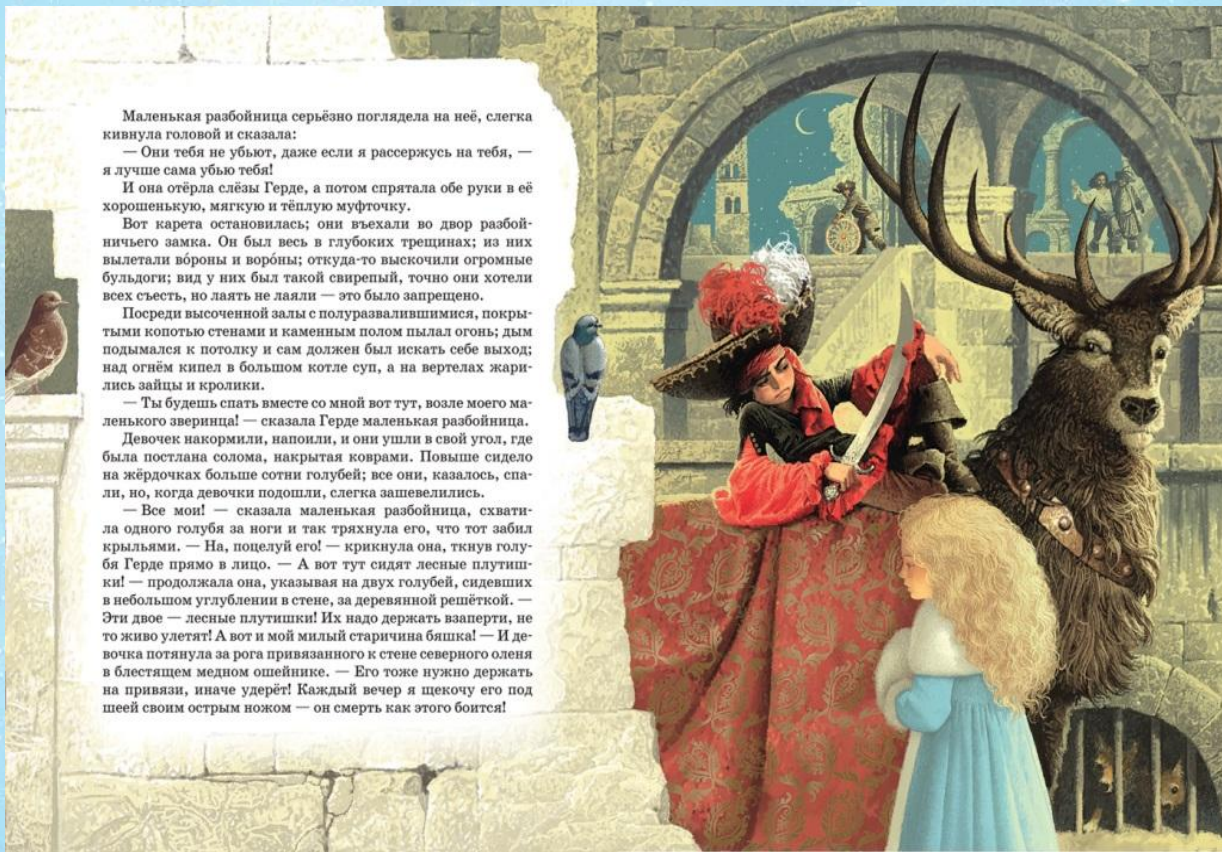 Маленькая разбойница серьёзно поглядела на неё, слегка
кивнула головой и сказала:
— Они тебя не убьют, даже если я рассержусь на тебя, —
я лучше сама убью тебя!
И она отёрла слёзы Герде, а потом спрятала обе руки в её
хорошенькую, мягкую и тёплую муфточку.
Вот карета остановилась; они въехали во двор разбой-
ничьего замка. Он был весь в глубоких трещинах; из них
вылетали во́роны и воро́ны; откуда-то выскочили огромные
бульдоги; вид у них был такой свирепый, точно они хотели
всех съесть, но лаять не лаяли — это было запрещено.
Посреди высоченной залы с полуразвалившимися, покры-
тыми копотью стенами и каменным полом пылал огонь; дым
подымался к потолку и сам должен был искать себе выход;
над огнём кипел в большом котле суп, а на вертелах жари-
лись зайцы и кролики.
— Ты будешь спать вместе со мной вот тут, возле моего ма-
ленького зверинца! — сказала Герде маленькая разбойница.
Девочек накормили, напоили, и они ушли в свой угол, где
была постлана солома, накрытая коврами. Повыше сидело
на жёрдочках больше сотни голубей; все они, казалось, спа-
ли, но, когда девочки подошли, слегка зашевелились.
— Все мои! — сказала маленькая разбойница, схвати-
ла одного голубя за ноги и так тряхнула его, что тот забил
крыльями. — На, поцелуй его! — крикнула она, ткнув голу-
бя Герде прямо в лицо. — А вот тут сидят лесные плутиш-
ки! — продолжала она, указывая на двух голубей, сидевших
в небольшом углублении в стене, за деревянной решёткой. —
Эти двое — лесные плутишки! Их надо держать взаперти, не
то живо улетят! А вот и мой милый старичина бяшка! — И де-
вочка потянула за рога привязанного к стене северного оленя
в блестящем медном ошейнике. — Его тоже нужно держать
на привязи, иначе удерёт! Каждый вечер я щекочу его под
шеей своим острым ножом — он смерть как этого боится!